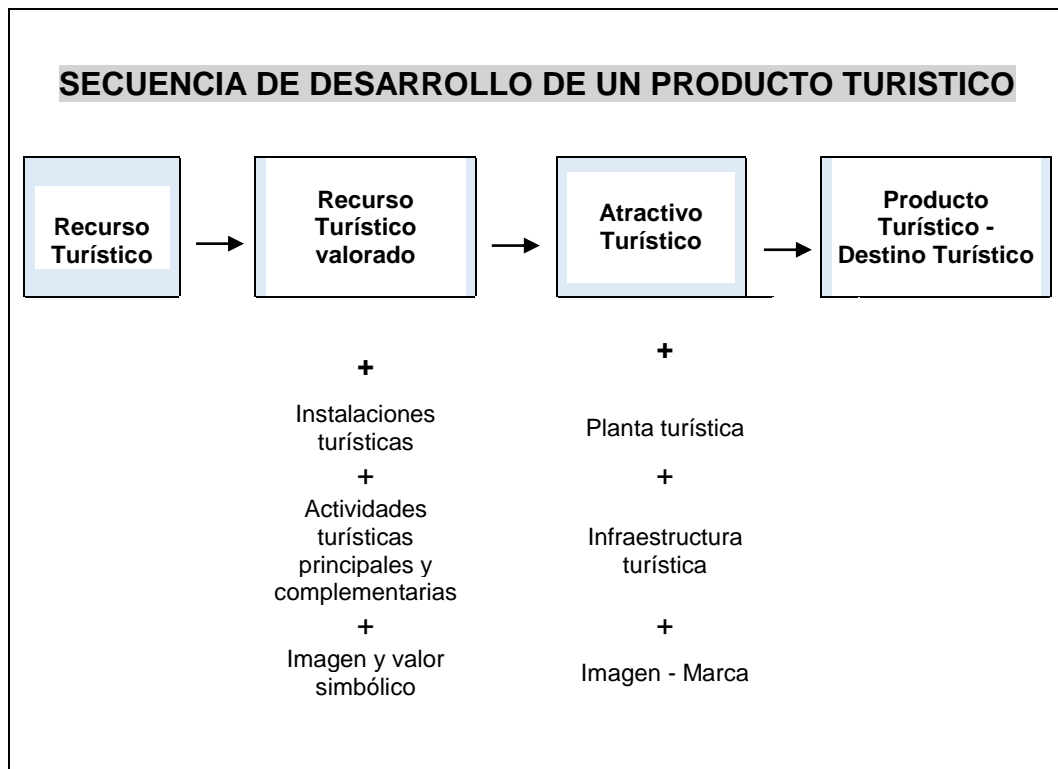 SECUENCIA DE DESARROLLO DE UN PRODUCTO TURISTICO
Recurso
Turístico
Recurso
Turístico
valorado
Atractivo
Turístico
Producto
Turístico -
Destino Turístico
+
Instalaciones
turísticas
+
Actividades
turísticas
principales y
complementarias
+
Imagen y valor
simbólico
+
Planta turística
+
Infraestructura
turística
+
Imagen - Marca